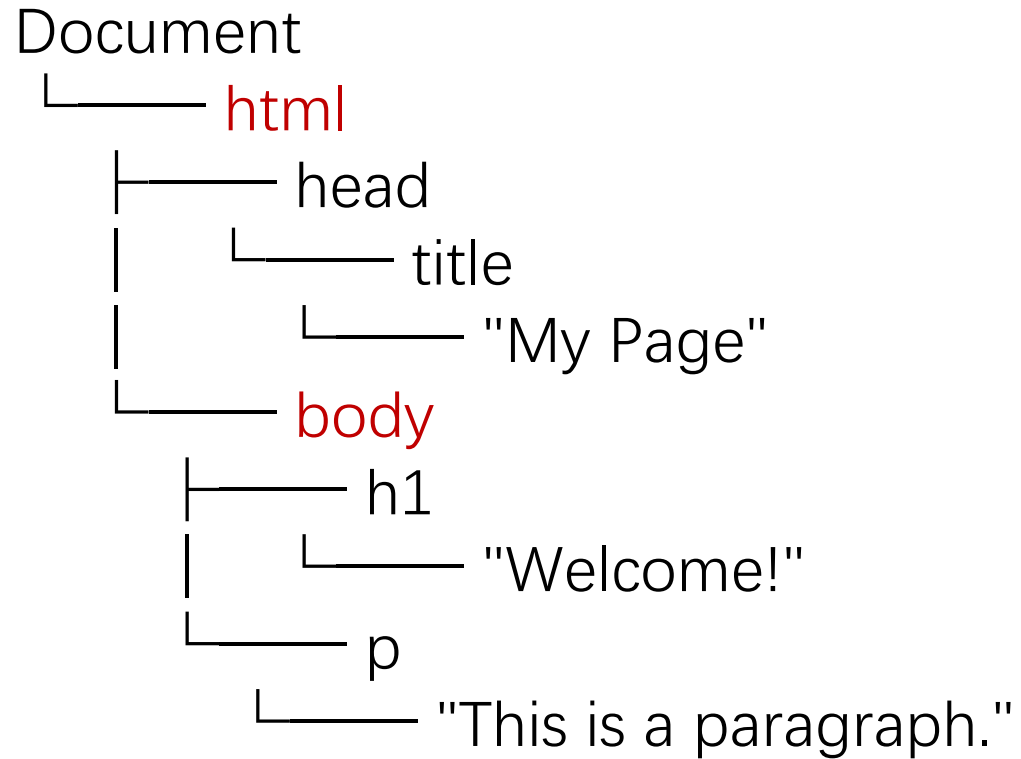 Document
html
head
title
"My Page"
body
h1
"Welcome!"
p
"This is a paragraph."